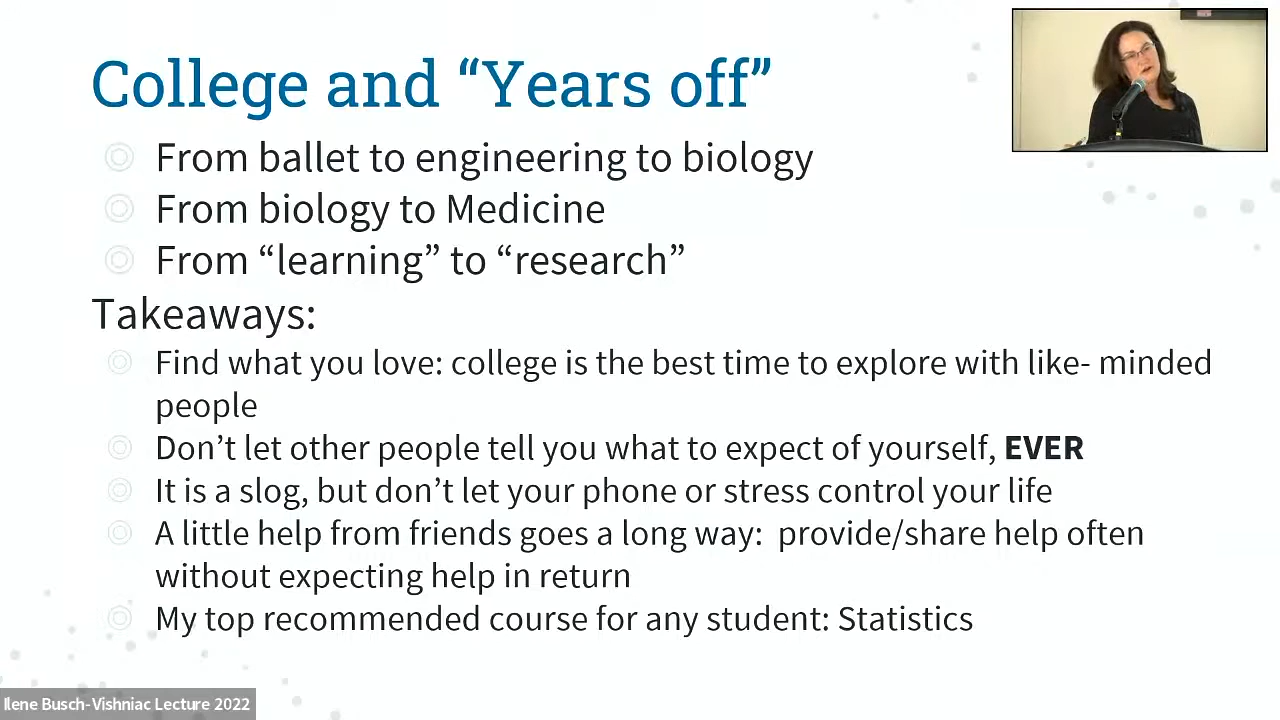 College and “Years off”
From ballet to engineering to biology
From biology to Medicine
From “learning” to “research”
Takeaways:
Find what you love: college is the best time to explore with like- minded
people
Don’t let other people tell you what to expect of yourself, EVER
It is a slog, but don’t let your phone or stress control your life
A little help from friends goes a long way:  provide/share help often
without expecting help in return
My top recommended course for any student: Statistics
Ilene Busch-Vishniac Lecture 2022